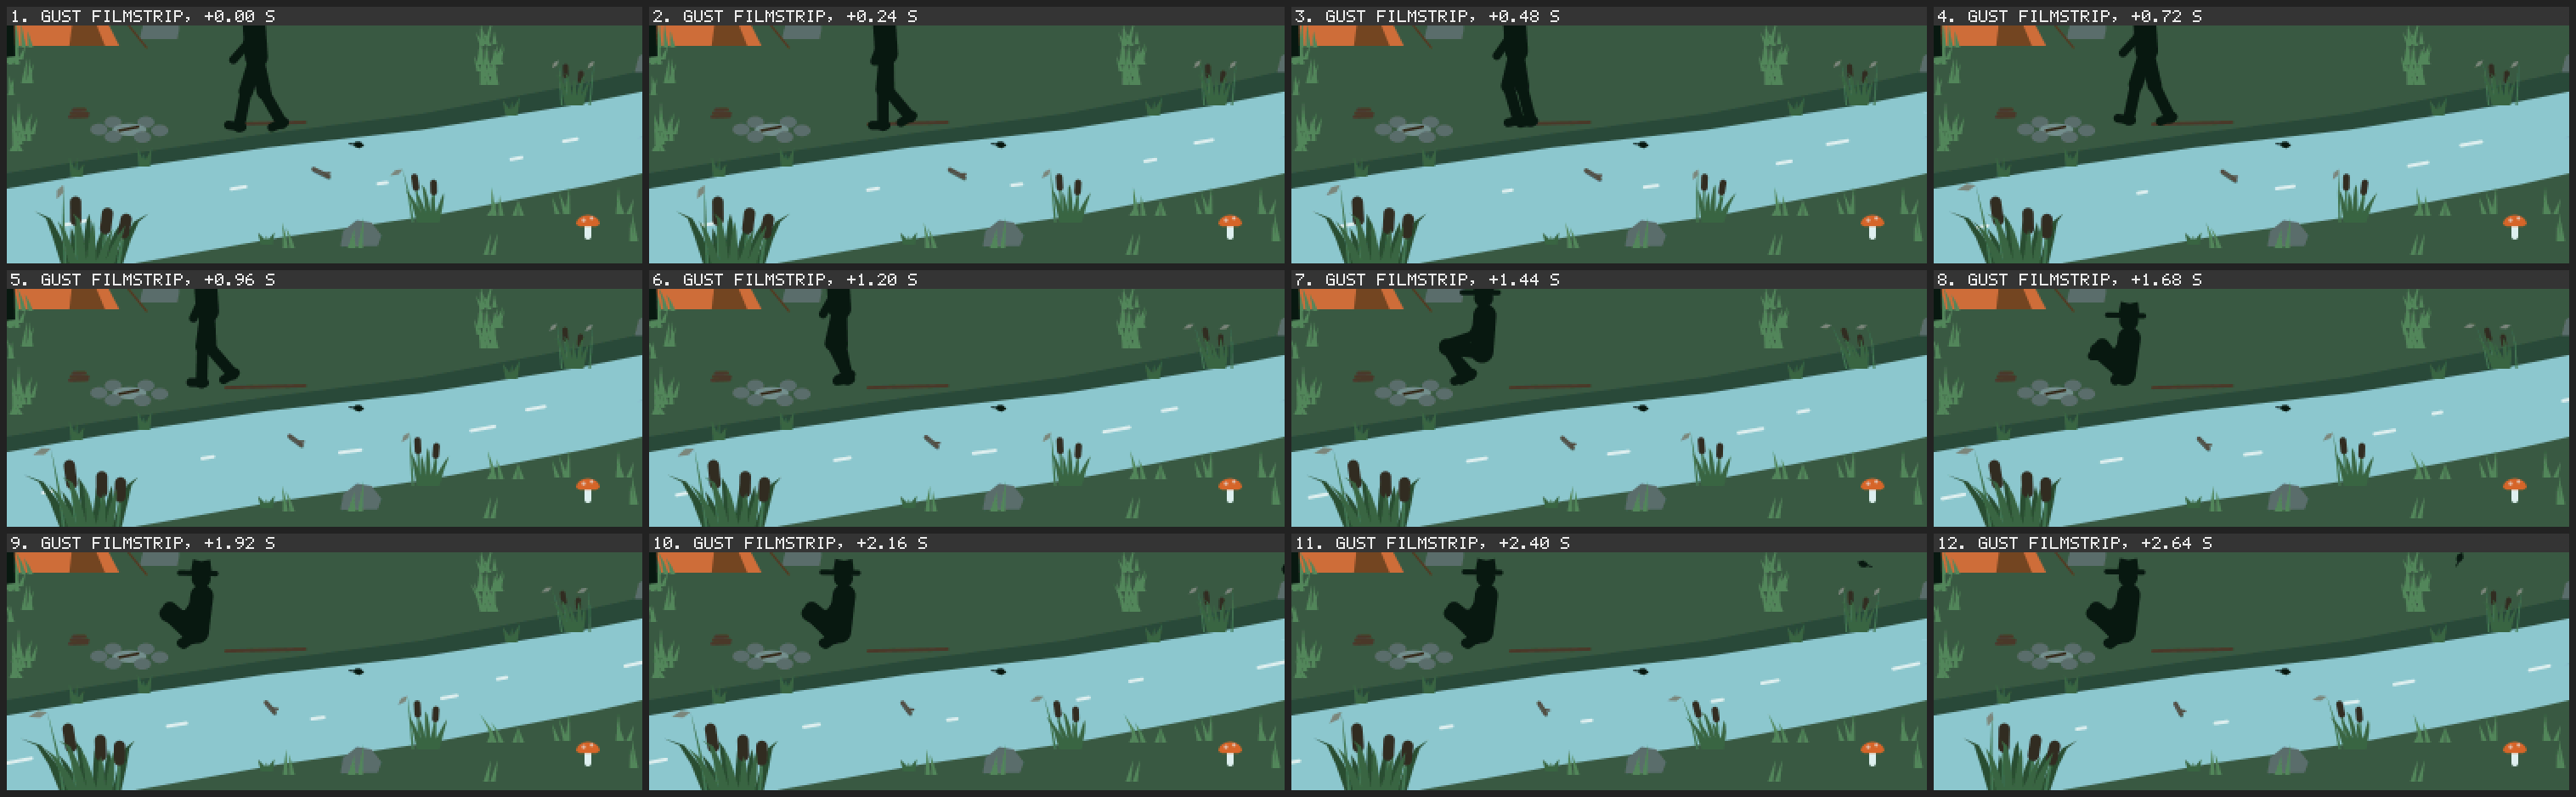 1. GUST FILMSTRIP, +0.00 S
2. GUST FILMSTRIP, +0.24 S
3. GUST FILMSTRIP, +0.48 S
4. GUST FILMSTRIP, +0.72 S
5. GUST FILMSTRIP, +0.96 S
6. GUST FILMSTRIP, +1.20 S
7. GUST FILMSTRIP, +1.44 S
8. GUST FILMSTRIP, +1.68 S
9. GUST FILMSTRIP, +1.92 S
10. GUST FILMSTRIP, +2.16 S
11. GUST FILMSTRIP, +2.40 S
12. GUST FILMSTRIP, +2.64 S